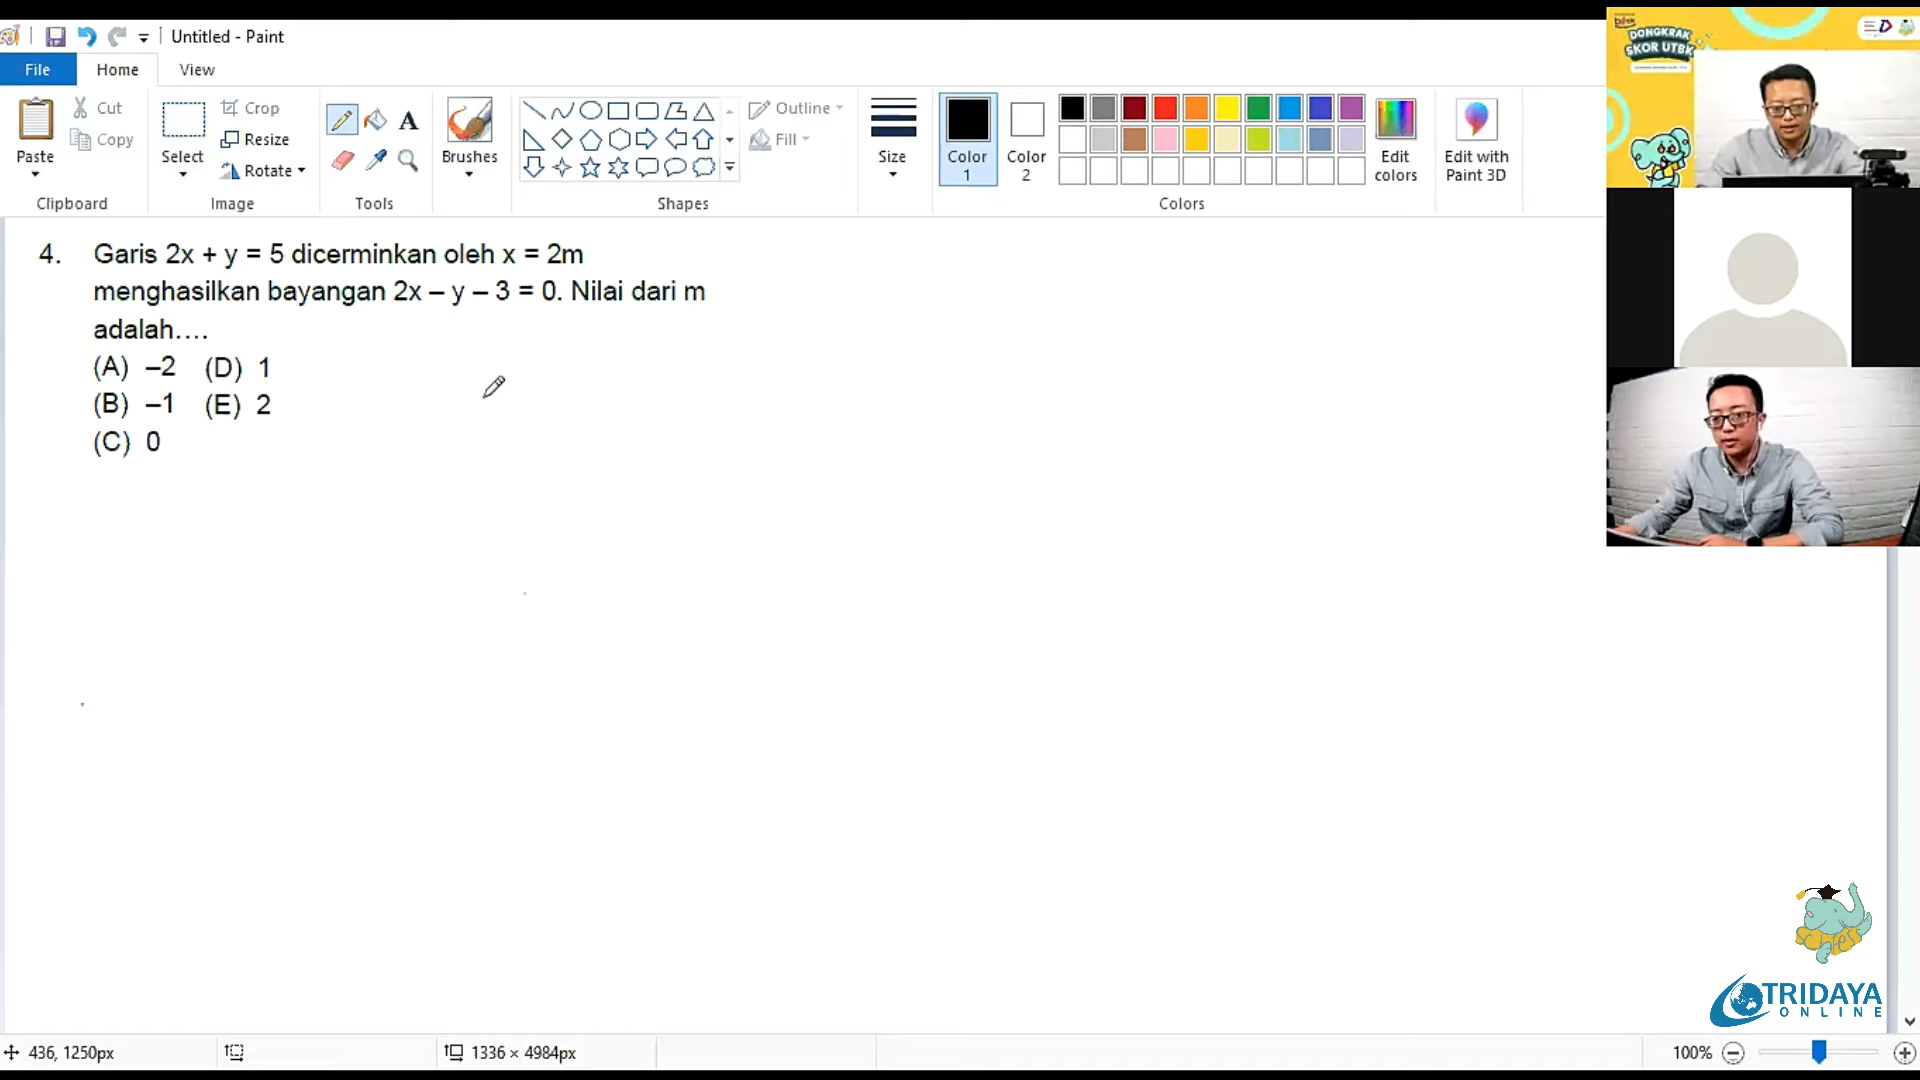 Untitled - Paint
File Home View
Paste
Cut
Copy
Clipboard
Select
Crop
Resize
Rotate
Image
A
Tools
Brushes
Shapes
Outline
Fill
Size
Color 1
Color 2
Colors
Edit colors
Edit with Paint 3D
DONGKRAK
SKOR UTBK
4. Garis 2x + y = 5 dicerminkan oleh x = 2m
menghasilkan bayangan 2x – y – 3 = 0. Nilai dari m
adalah....
(A) –2 (D) 1
(B) –1 (E) 2
(C) 0
TRIDAYA
ONLINE
436, 1250px
1336 × 4984px
100%